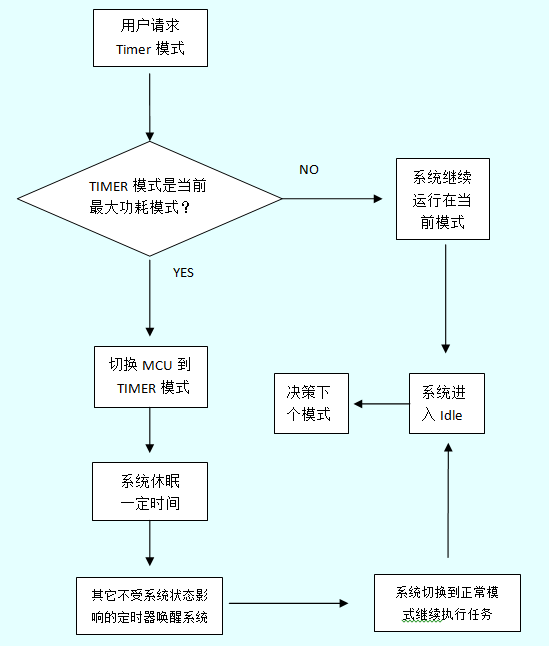 用户请求
Timer 模式
TIMER 模式是当前
最大功耗模式？
NO
系统继续
运行在当
前模式
YES
切换 MCU 到
TIMER 模式
决策下
个模式
系统进
入 Idle
系统休眠
一定时间
其它不受系统状态影
响的定时器唤醒系统
系统切换到正常模
式继续执行任务